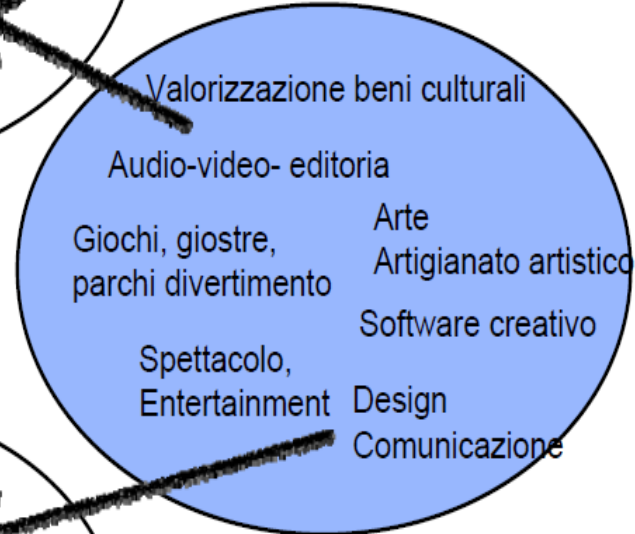 Valorizzazione beni culturali
Audio-video- editoria
Giochi, giostre,
parchi divertimento
Arte
Artigianato artistico
Software creativo
Spettacolo,
Entertainment
Design
Comunicazione